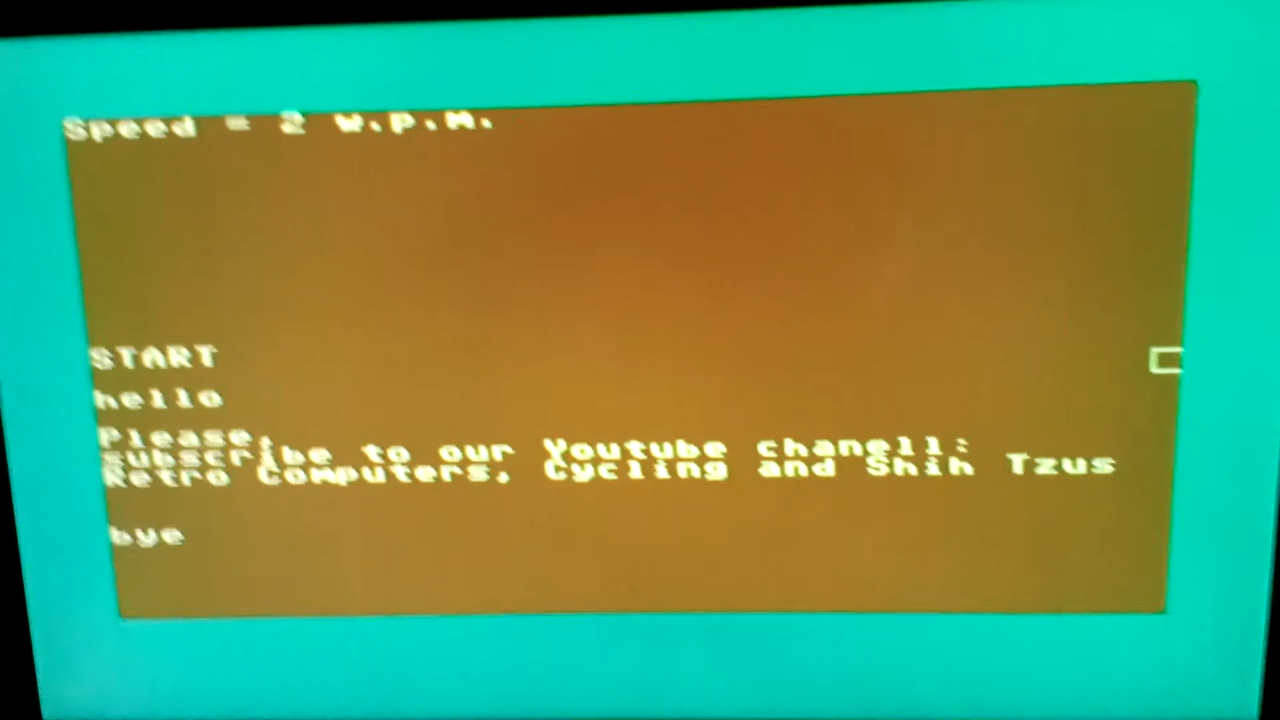 Speed = 2 w.p.m.
START
hello
Please,
subscribe to our Youtube chanell:
Retro Computers, Cycling and Shih Tzus
bye